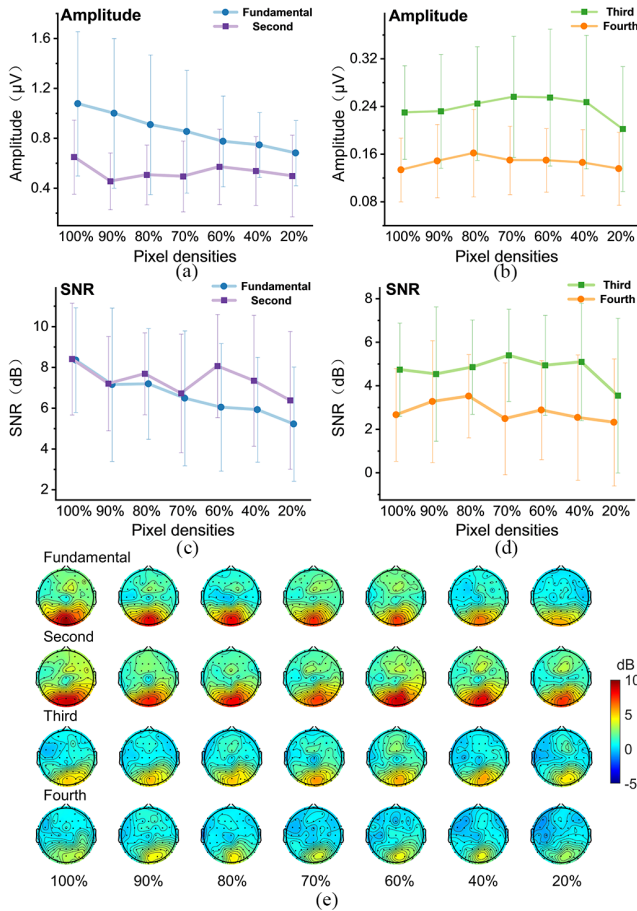 Amplitude
Fundamental
Second
Amplitude（μV）
1.6
1.2
0.8
0.4
100% 90% 80% 70% 60% 40% 20%
Pixel densities
(a)
Amplitude
Third
Fourth
Amplitude（μV）
0.32
0.24
0.16
0.08
100% 90% 80% 70% 60% 40% 20%
Pixel densities
(b)
SNR
Fundamental
Second
SNR（dB）
10
8
6
4
2
100% 90% 80% 70% 60% 40% 20%
Pixel densities
(c)
SNR
Third
Fourth
SNR（dB）
8
6
4
2
0
100% 90% 80% 70% 60% 40% 20%
Pixel densities
(d)
Fundamental
Second
Third
Fourth
dB
10
5
0
-5
100% 90% 80% 70% 60% 40% 20%
(e)